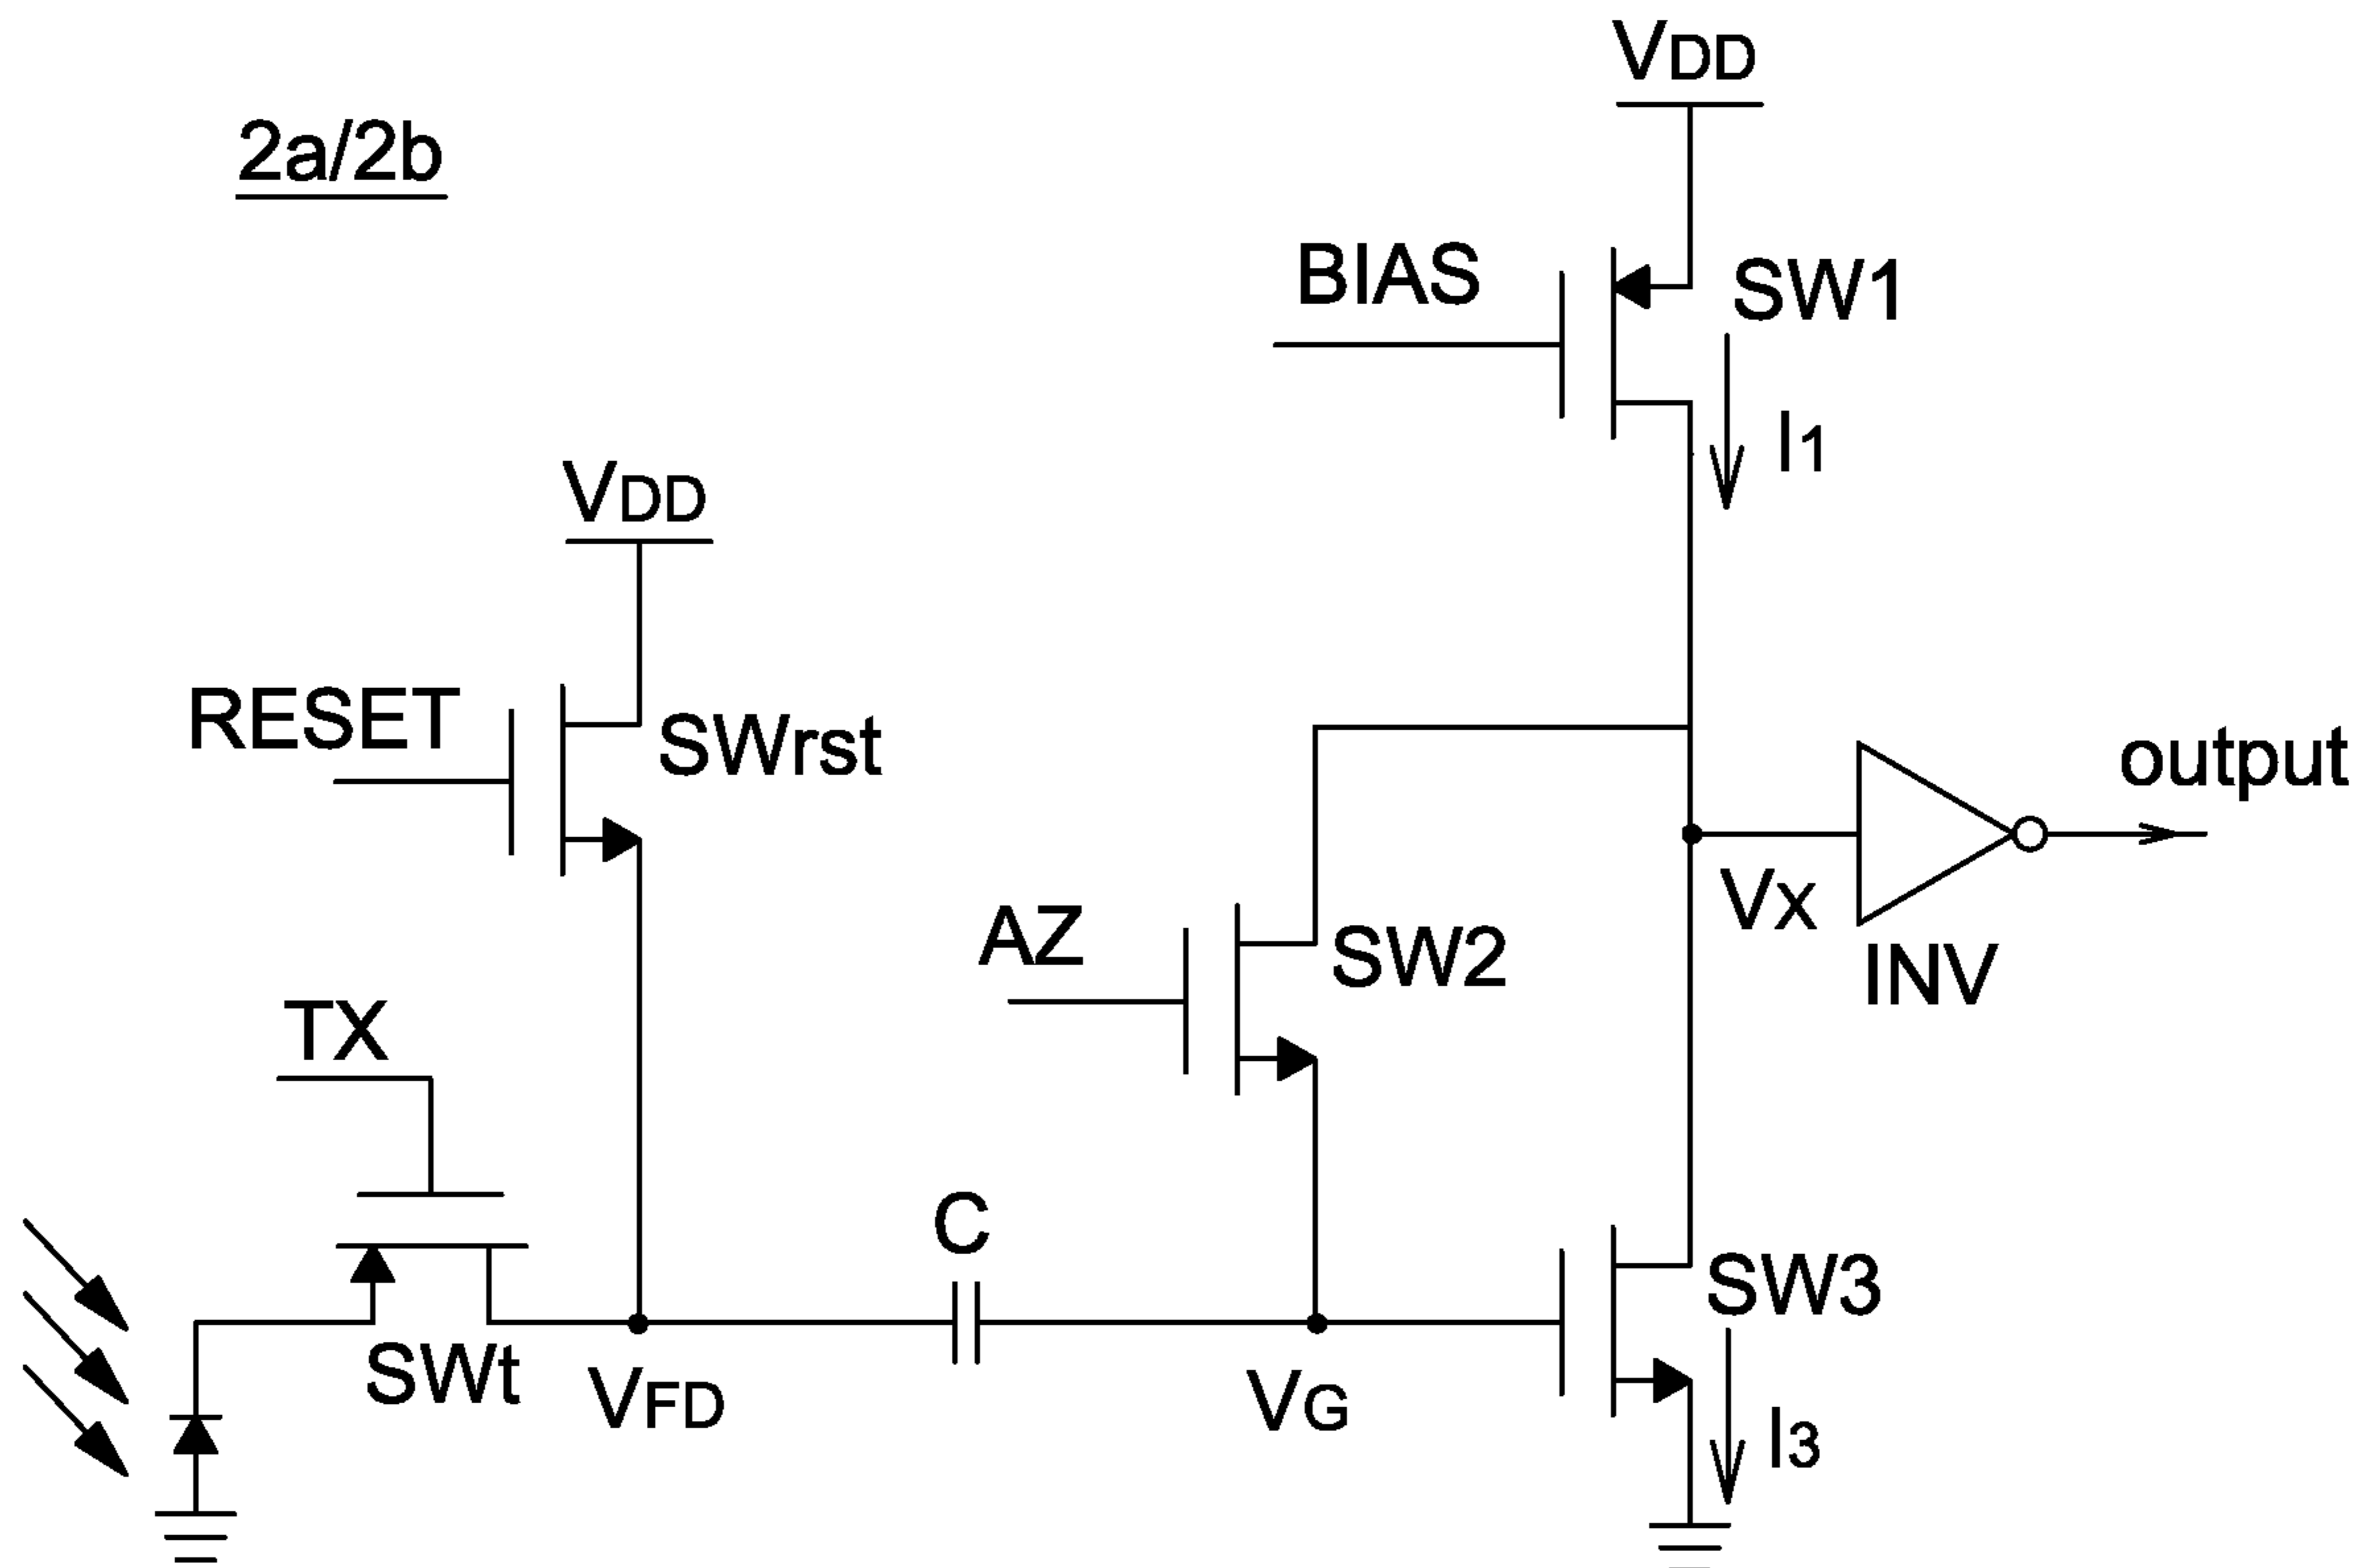 VDD
2a/2b
BIAS
SW1
I1
VDD
RESET
SWrst
output
AZ
SW2
VX
INV
TX
C
SW3
SWt
VFD
VG
I3